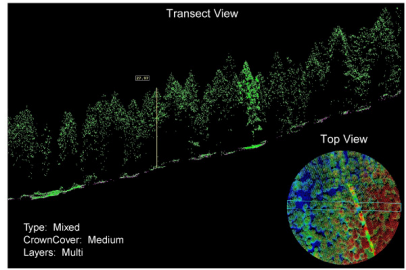 Transect View
Top View
Type: Mixed
CrownCover: Medium
Layers: Multi